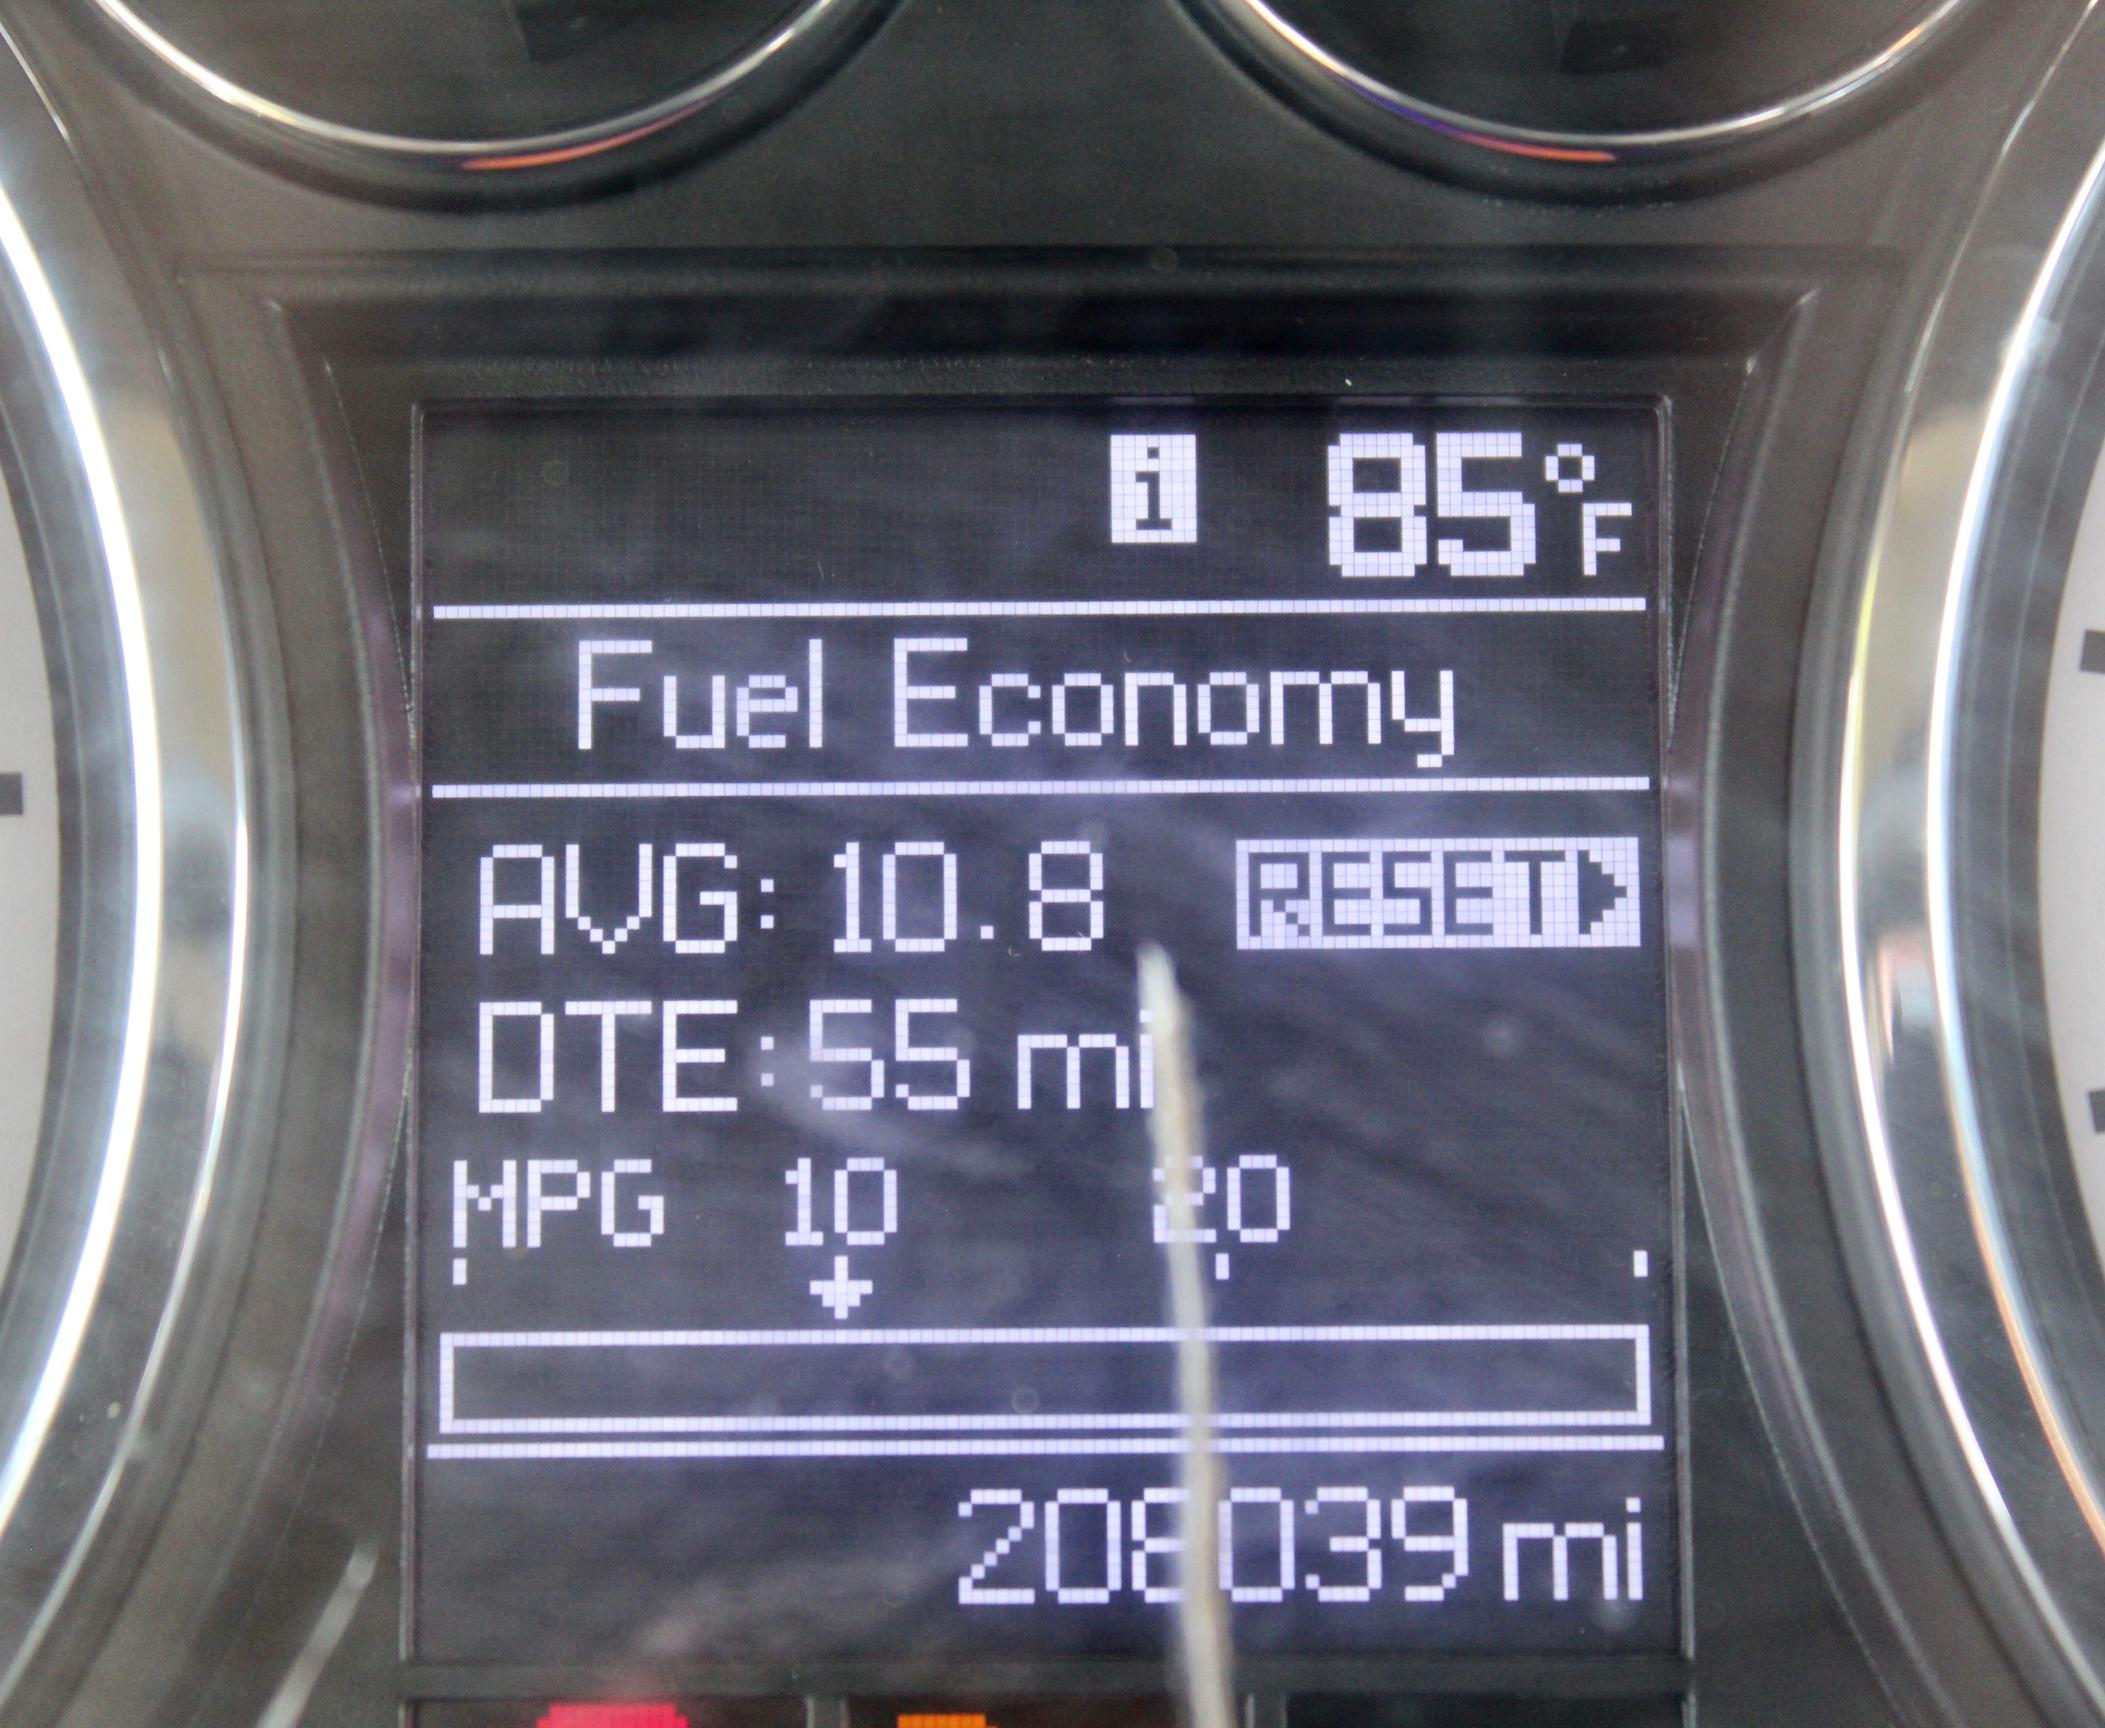 i 85°F
Fuel Economy
AVG: 10.8 RESET
DTE: 55 mi
MPG 10 20
208039 mi